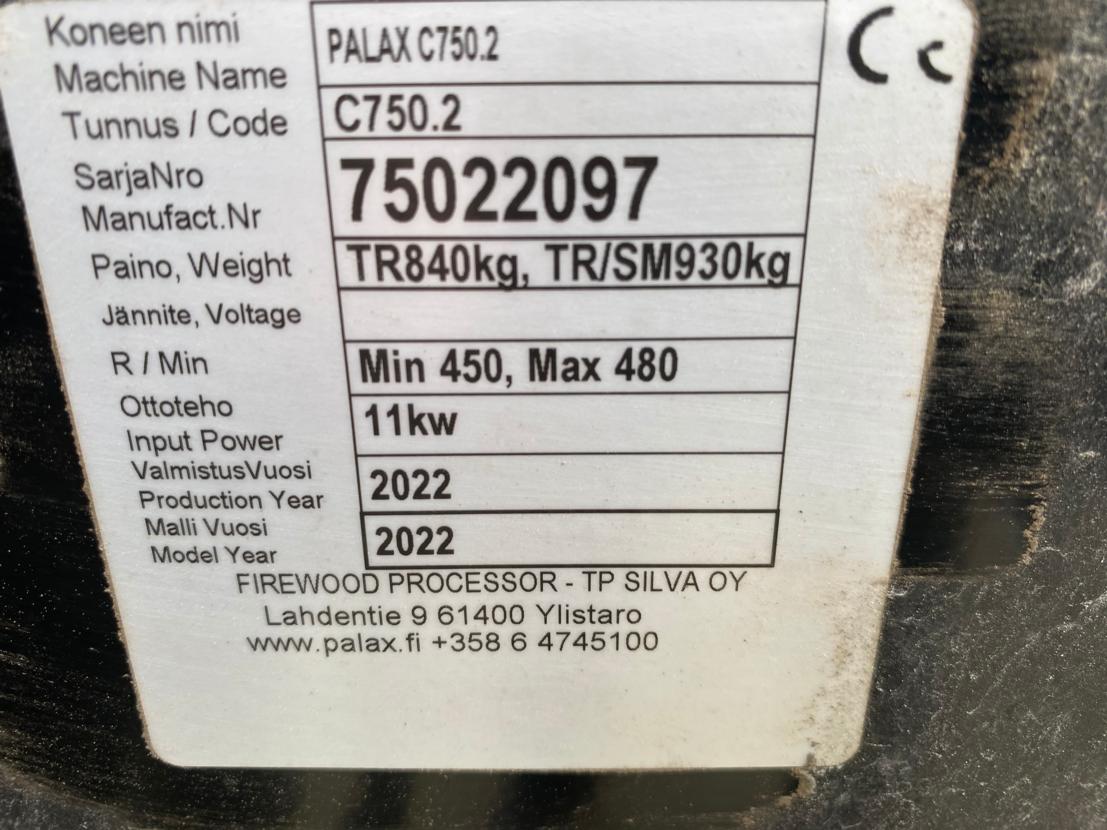 Koneen nimi
Machine Name
PALAX C750.2
CE
Tunnus / Code
C750.2
SarjaNro
Manufact.Nr
75022097
Paino, Weight
TR840kg, TR/SM930kg
Jännite, Voltage
R / Min
Min 450, Max 480
Ottoteho
Input Power
11kw
ValmistusVuosi
Production Year
2022
Malli Vuosi
Model Year
2022
FIREWOOD PROCESSOR - TP SILVA OY
Lahdentie 9 61400 Ylistaro
www.palax.fi +358 6 4745100